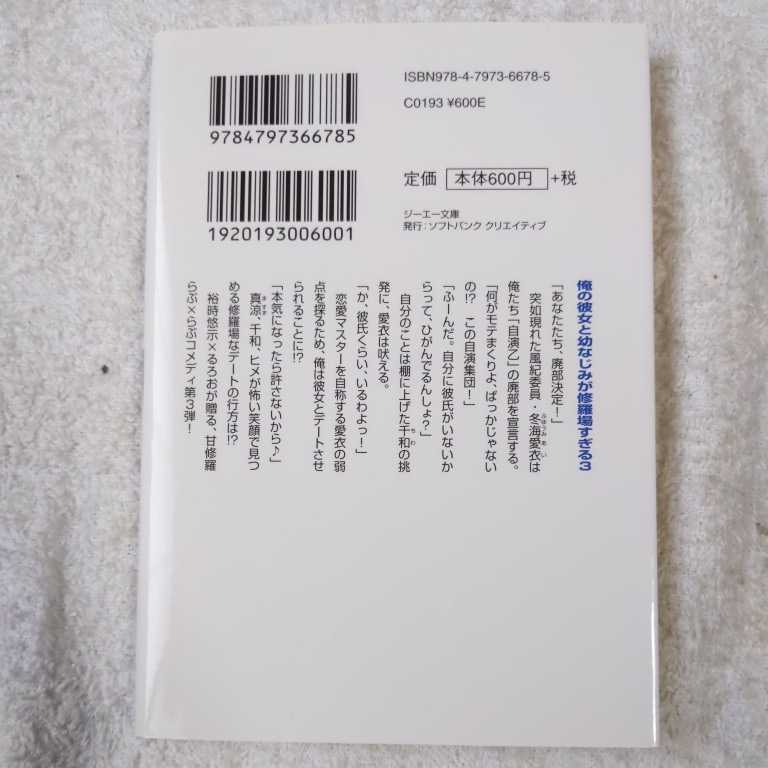 ISBN978-4-7973-6678-5
C0193 ¥600E
9784797366785
定価 本体600円 +税
1920193006001
ジーエー文庫
発行:ソフトバンク クリエイティブ
俺の彼女と幼なじみが修羅場すぎる3
「あなたたち、廃部決定!」
突如現れた風紀委員・冬海愛衣は
ふゆうみあい
俺たち「自演乙」の廃部を宣言する。
「何がモテまくりよ、ばっかじゃない
の!? この自演集団!」
「ふーんだ。自分に彼氏がいないか
らって、ひがんでるんしょ?」
自分のことは棚に上げた千和の挑
ちわ
発に、愛衣は吠える。
「か、彼氏くらい、いるわよっ!」
恋愛マスターを自称する愛衣の弱
点を探るため、俺は彼女とデートさせ
られることに!?
「本気になったら許さないから♪」
真涼、千和、ヒメが怖い笑顔で見つ
ますず
める修羅場なデートの行方は!?
裕時悠示×るろおが贈る、甘修羅
らぶ×らぶコメディ第3弾!